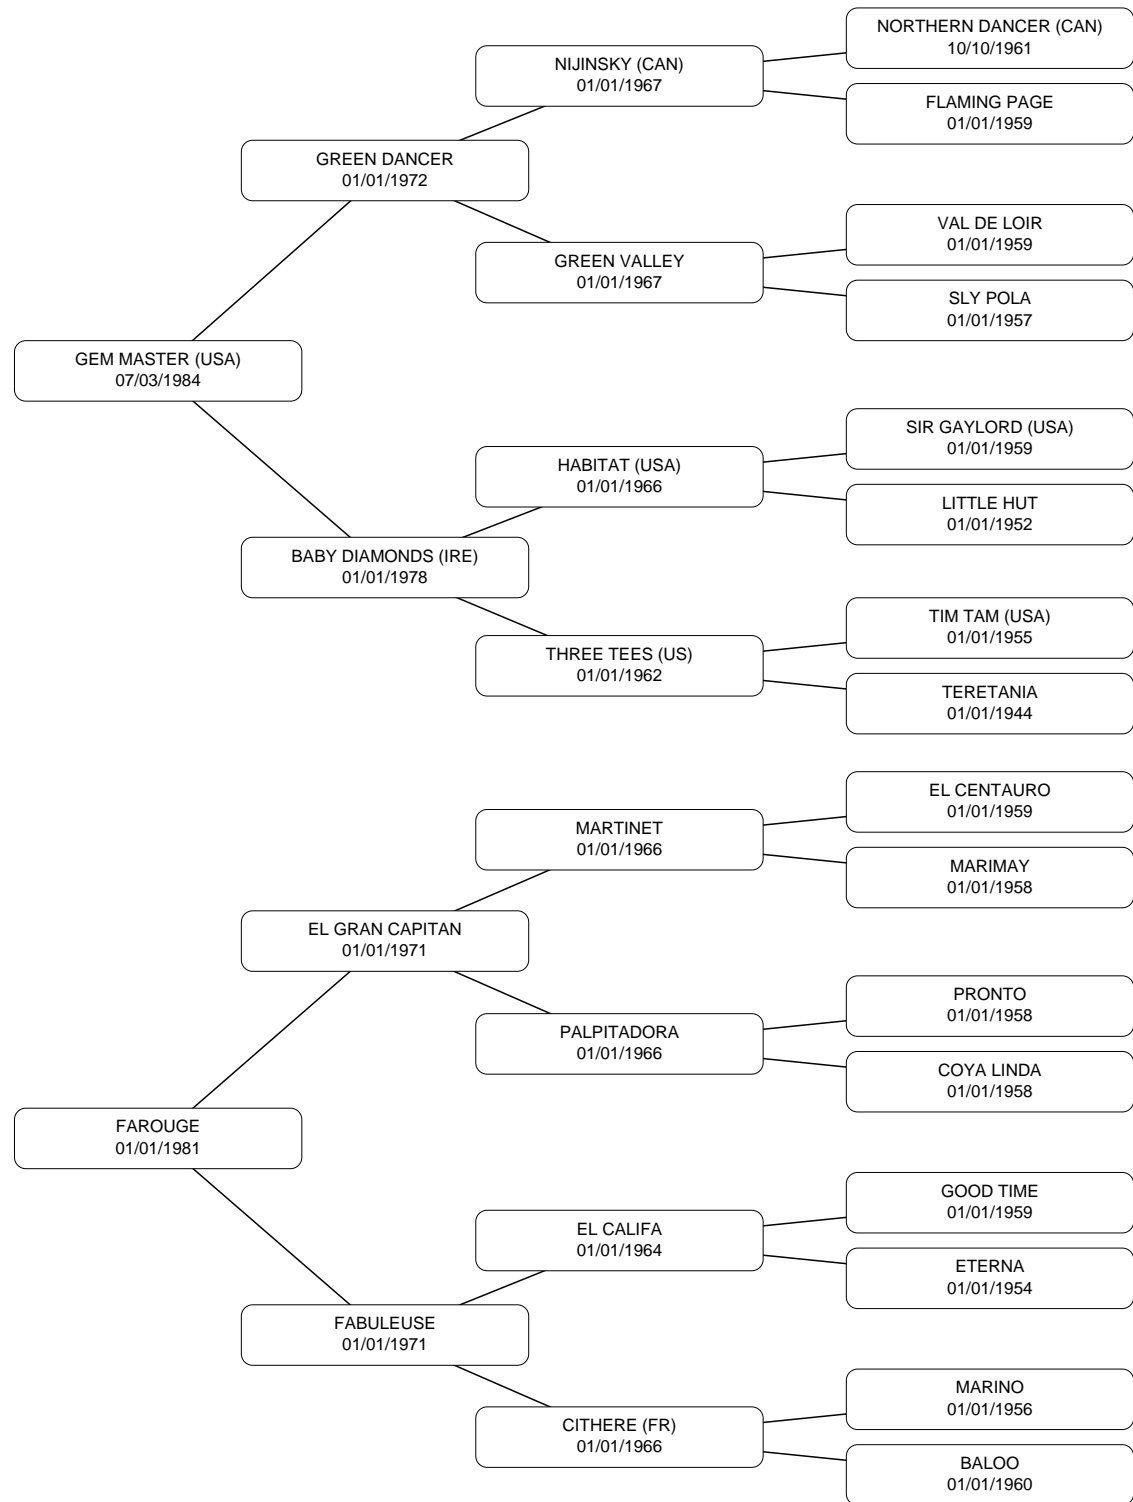 NORTHERN DANCER (CAN)
10/10/1961
NIJINSKY (CAN)
01/01/1967
FLAMING PAGE
01/01/1959
GREEN DANCER
01/01/1972
VAL DE LOIR
01/01/1959
GREEN VALLEY
01/01/1967
SLY POLA
01/01/1957
GEM MASTER (USA)
07/03/1984
SIR GAYLORD (USA)
01/01/1959
HABITAT (USA)
01/01/1966
LITTLE HUT
01/01/1952
BABY DIAMONDS (IRE)
01/01/1978
TIM TAM (USA)
01/01/1955
THREE TEES (US)
01/01/1962
TERETANIA
01/01/1944
EL CENTAURO
01/01/1959
MARTINET
01/01/1966
MARIMAY
01/01/1958
EL GRAN CAPITAN
01/01/1971
PRONTO
01/01/1958
PALPITADORA
01/01/1966
COYA LINDA
01/01/1958
FAROUGE
01/01/1981
GOOD TIME
01/01/1959
EL CALIFA
01/01/1964
ETERNA
01/01/1954
FABULEUSE
01/01/1971
MARINO
01/01/1956
CITHERE (FR)
01/01/1966
BALOO
01/01/1960